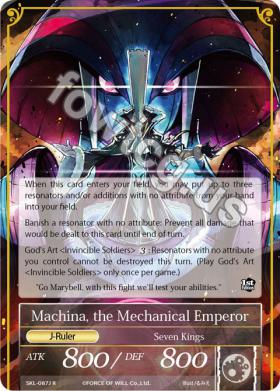 When this card enters your field, you may put up to three
resonators and/or additions with no attribute from your hand
into your field.
Banish a resonator with no attribute: Prevent all damage
that would be dealt to this card until end of turn.
God's Art <Invincible Soldiers> 3 : Resonators with no attribute
you control cannot be destroyed this turn. (Play God's Art
<Invincible Soldiers> only once per game.)
"Go Marybell, with this fight we'll test your abilities."
1st
Edition
Machina, the Mechanical Emperor
J-Ruler
Seven Kings
ATK 800/ DEF 800
SKL-087J R
©FORCE OF WILL Co.,Ltd.